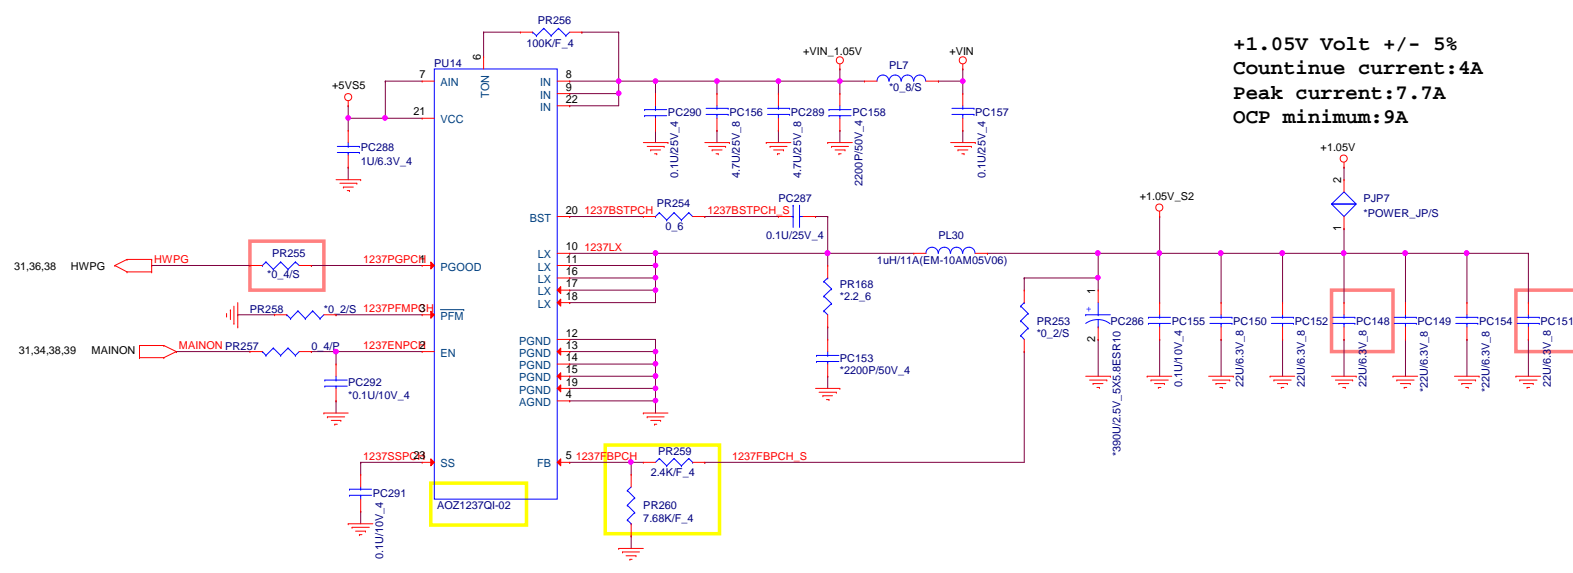 +1.05V Volt +/- 5%
Countinue current:4A
Peak current:7.7A
OCP minimum:9A
PR256
100K/F_4
6
PU14
TON
+5VS5
7
AIN
21
VCC
PC288
1U/6.3V_4
IN
8
IN
9
IN
22
+VIN_1.05V
PL7
*0_8/S
+VIN
PC290
0.1U/25V_4
PC156
4.7U/25V_8
PC289
4.7U/25V_8
PC158
2200P/50V_4
PC157
0.1U/25V_4
BST
20
1237BSTPCH
PR254
0_6
1237BSTPCH_S
PC287
0.1U/25V_4
LX
10
1237LX
LX
11
LX
16
LX
17
LX
18
PL30
1uH/11A(EM-10AM05V06)
PR168
*2.2_6
PC153
*2200P/50V_4
+1.05V_S2
+1.05V
2
PJP7
*POWER_JP/S
1
31,36,38
HWPG
HWPG
PR255
*0_4/S
1237PGPCH
1
PGOOD
PR258
*0_2/S
1237PFMPCH
3
PFM
31,34,38,39
MAINON
MAINON
PR257
0_4/P
1237ENPCH
2
EN
PC292
*0.1U/10V_4
PGND
12
PGND
13
PGND
14
PGND
15
PGND
19
AGND
4
1237SSPCH
23
SS
PC291
0.1U/10V_4
AOZ1237QI-02
FB
5
1237FBPCH
PR259
2.4K/F_4
1237FBPCH_S
PR260
7.68K/F_4
PR253
*0_2/S
1
+
PC286
2
*390U/2.5V_5X5.8ESR10
PC155
0.1U/10V_4
PC150
22U/6.3V_8
PC152
22U/6.3V_8
PC148
22U/6.3V_8
PC149
*22U/6.3V_8
PC154
*22U/6.3V_8
PC151
22U/6.3V_8